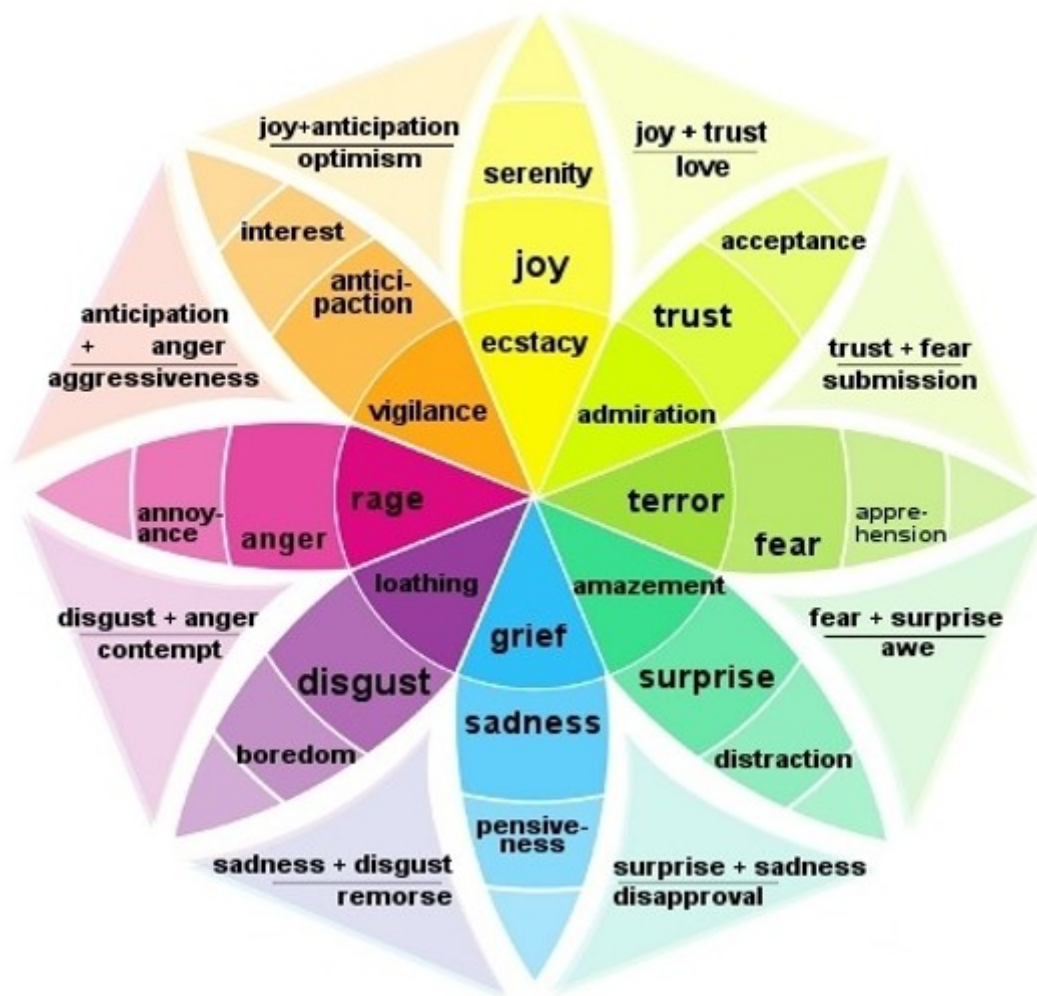 joy+anticipation
optimism
joy + trust
love
serenity
interest
acceptance
joy
antici-
paction
trust
anticipation
+ anger
aggressiveness
ecstacy
trust + fear
submission
vigilance
admiration
rage
terror
annoy-
ance
anger
fear
appre-
hension
loathing
amazement
disgust + anger
contempt
grief
fear + surprise
awe
disgust
surprise
sadness
boredom
distraction
pensive-
ness
sadness + disgust
remorse
surprise + sadness
disapproval